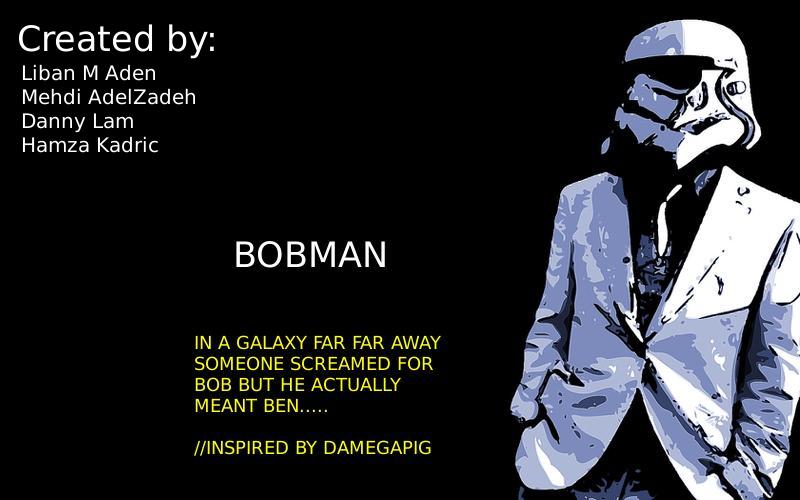 Created by:
Liban M Aden
Mehdi AdelZadeh
Danny Lam
Hamza Kadric
BOBMAN
IN A GALAXY FAR FAR AWAY
SOMEONE SCREAMED FOR
BOB BUT HE ACTUALLY
MEANT BEN.....
//INSPIRED BY DAMEGAPIG